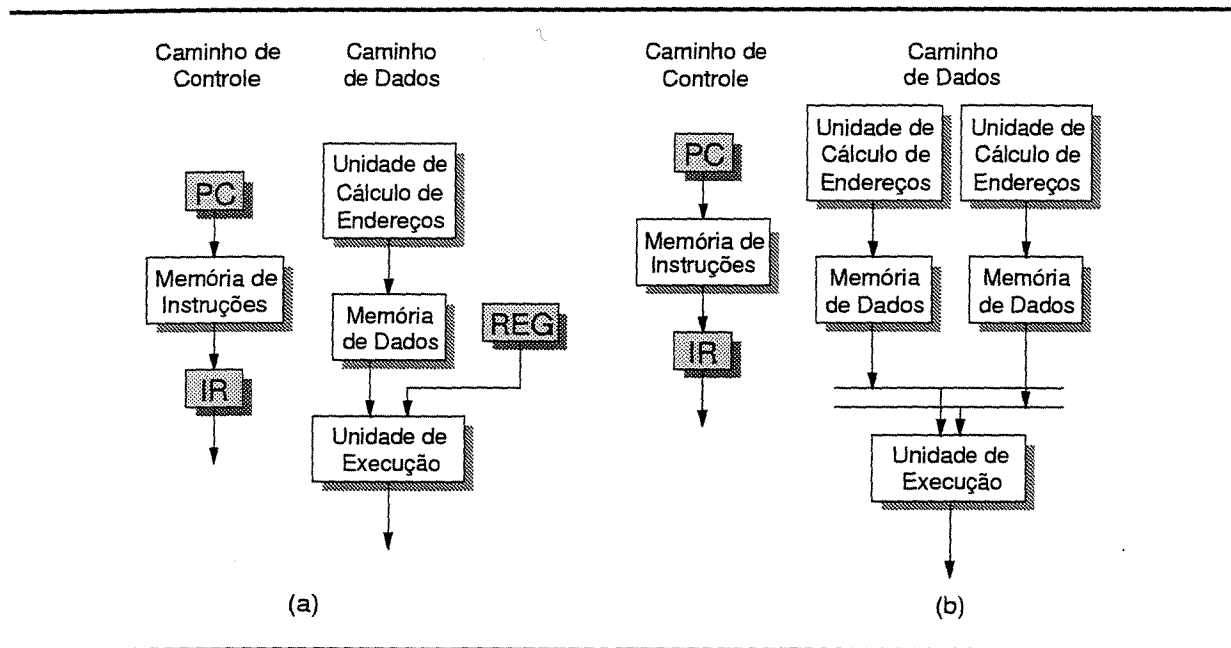 Caminho de
Controle
Caminho
de Dados
PC
Memória de
Instruções
IR
Unidade de
Cálculo de
Endereços
Memória
de Dados
REG
Unidade de
Execução
(a)
Caminho de
Controle
Caminho
de Dados
PC
Memória de
Instruções
IR
Unidade de
Cálculo de
Endereços
Unidade de
Cálculo de
Endereços
Memória
de Dados
Memória
de Dados
Unidade de
Execução
(b)